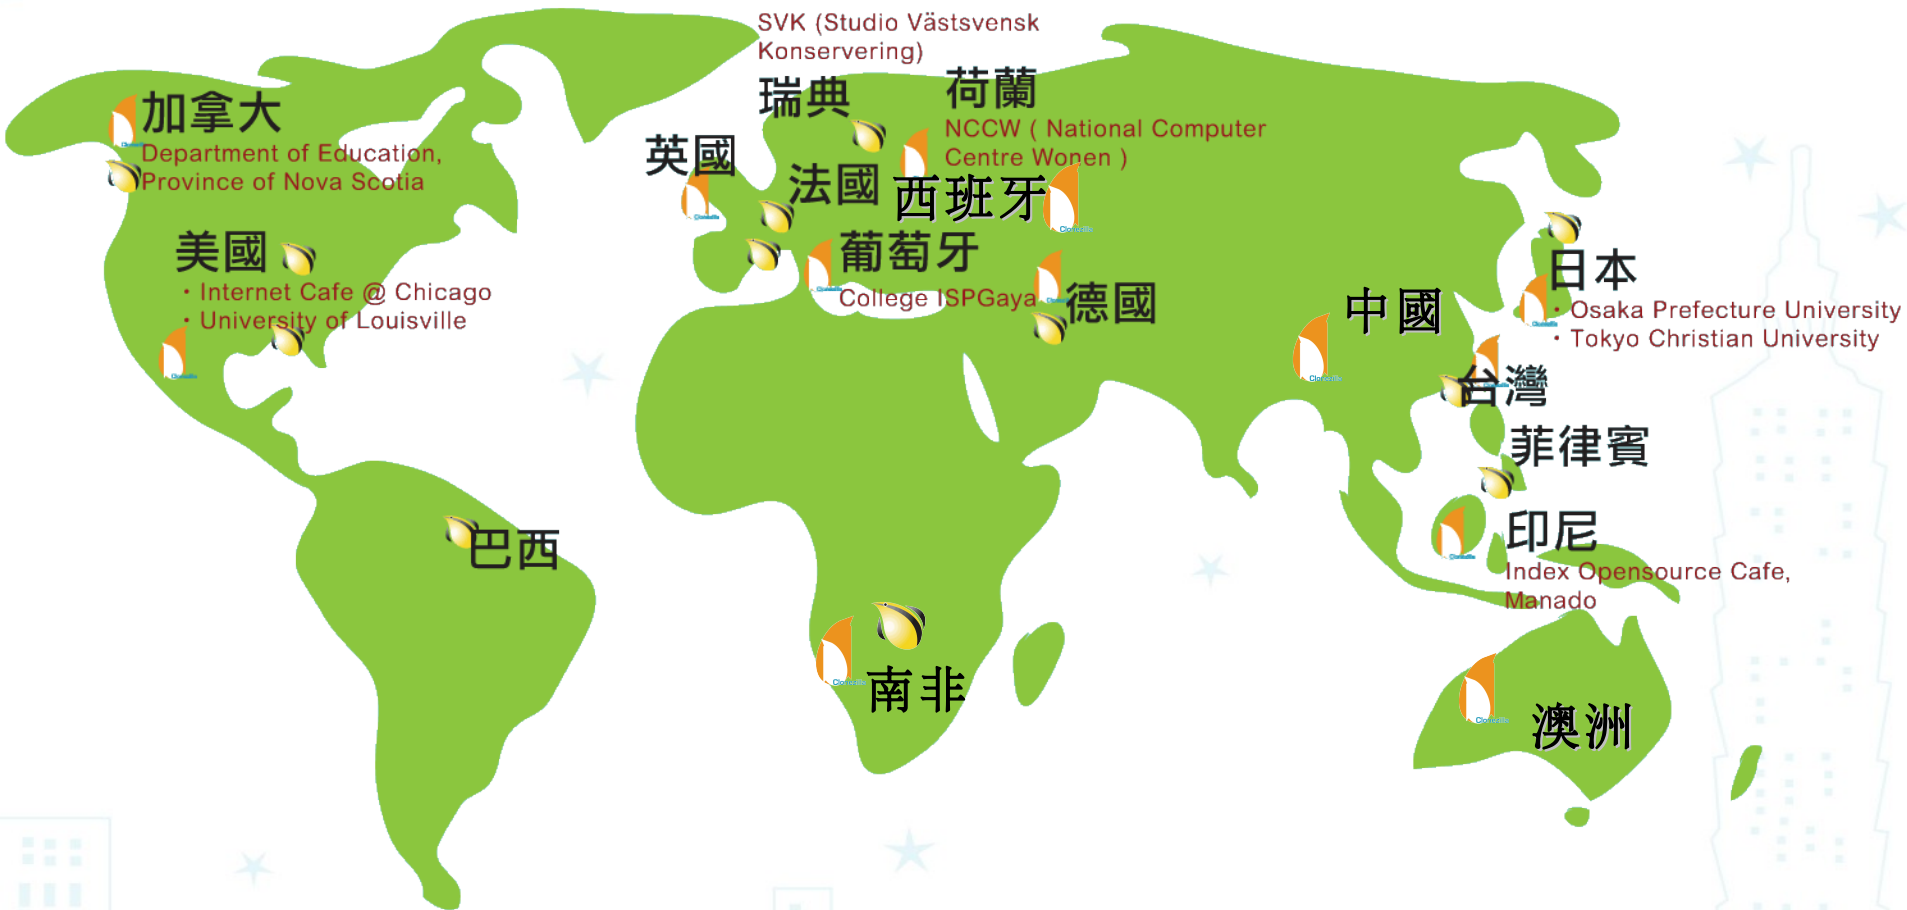 SVK (Studio Västsvensk
Konservering)
瑞典
荷蘭
NCCW ( National Computer
Centre Wonen )
加拿大
Department of Education,
Province of Nova Scotia
英國
法國
西班牙
Clonezilla
美國
・Internet Cafe @ Chicago
・University of Louisville
葡萄牙
College ISPGaya
德國
中國
日本
・Osaka Prefecture University
・Tokyo Christian University
台灣
菲律賓
巴西
印尼
Index Opensource Cafe,
Manado
南非
澳洲